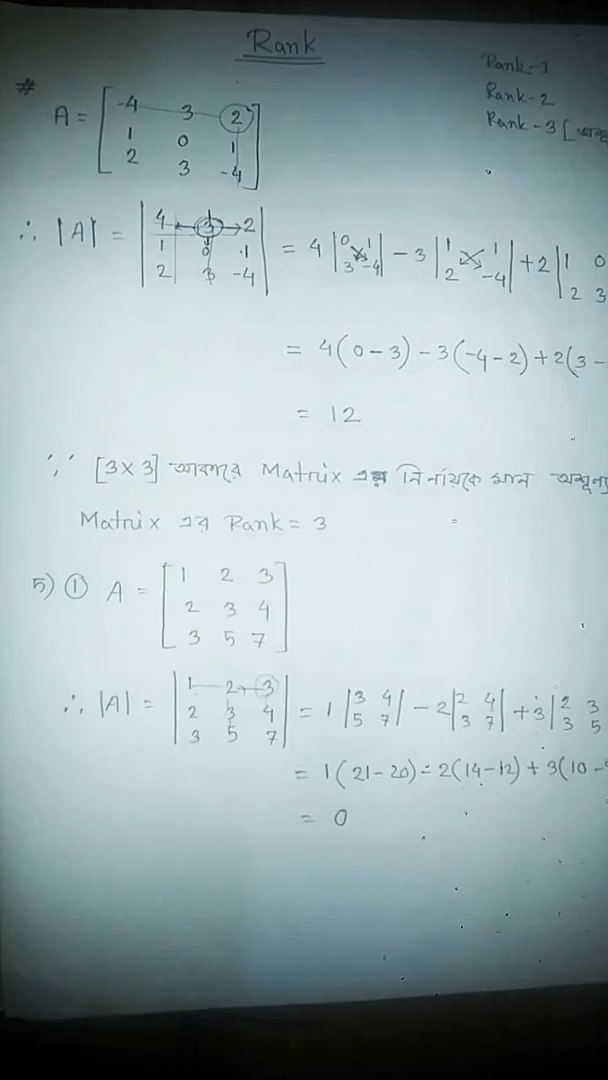 Rank
Rank-1
Rank-2
Rank-3 [
#
A = [ -4 3 2
1 0 1
2 3 -4 ]
∴ |A| = | 4 3 2
1 0 1
2 3 -4 | = 4 | 0 1
3 -4 | - 3 | 1 1
2 -4 | + 2 | 1 0
2 3
= 4(0-3) - 3(-4-2) + 2(3-
= 12
∵ [3×3] আকারে Matrix এর নির্ণায়কে মান অশূন্য
Matrix এর Rank = 3
5) ① A = [ 1 2 3
2 3 4
3 5 7 ]
∴ |A| = | 1 2 3
2 3 4
3 5 7 | = 1 | 3 4
5 7 | - 2 | 2 4
3 7 | + 3 | 2 3
3 5
= 1(21-20) - 2(14-12) + 3(10-
= 0